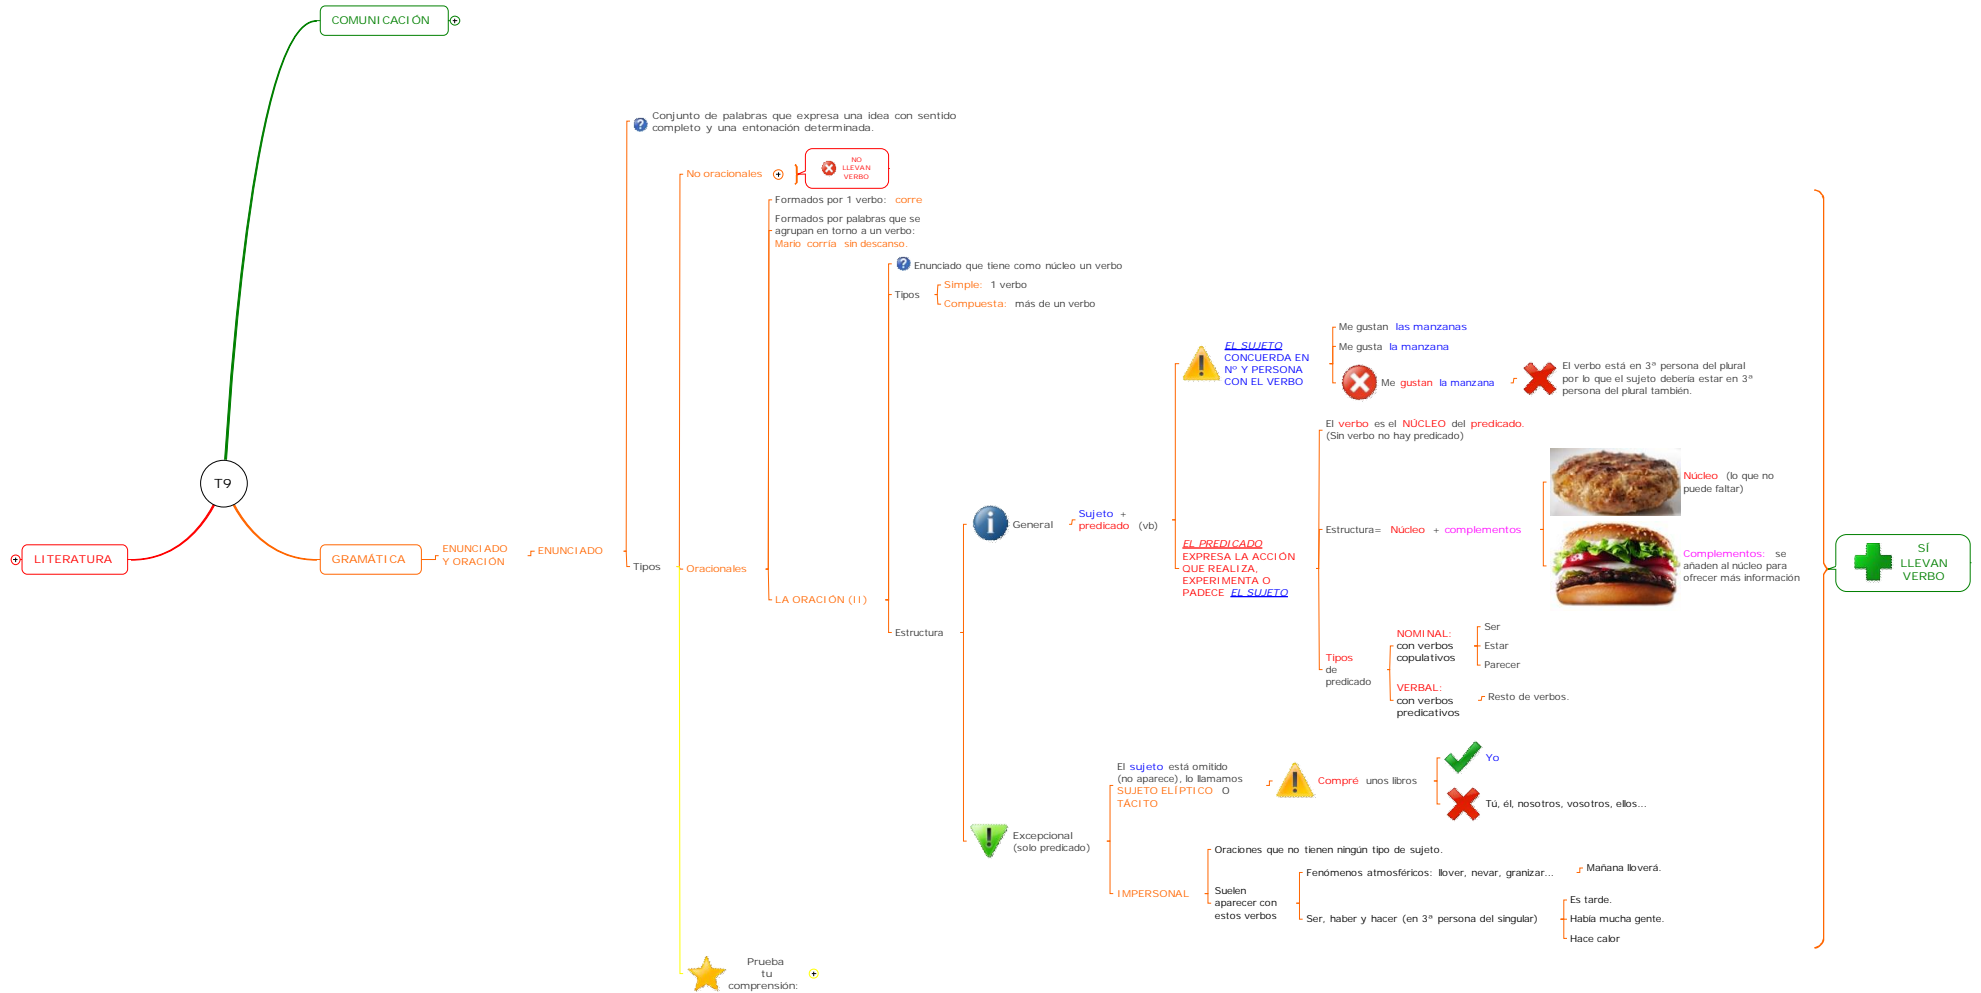 COMUNICACIÓN
T9
LITERATURA
GRAMÁTICA
ENUNCIADO
Y ORACIÓN
ENUNCIADO
Conjunto de palabras que expresa una idea con sentido
completo y una entonación determinada.
Tipos
No oracionales
NO
LLEVAN
VERBO
Oracionales
Formados por 1 verbo: corre
Formados por palabras que se
agrupan en torno a un verbo:
Mario corría sin descanso.
LA ORACIÓN (II)
Enunciado que tiene como núcleo un verbo
Tipos
Simple: 1 verbo
Compuesta: más de un verbo
Estructura
General
Sujeto +
predicado (vb)
EL SUJETO
CONCUERDA EN
Nº Y PERSONA
CON EL VERBO
Me gustan las manzanas
Me gusta la manzana
Me gustan la manzana
El verbo está en 3ª persona del plural
por lo que el sujeto debería estar en 3ª
persona del plural también.
EL PREDICADO
EXPRESA LA ACCIÓN
QUE REALIZA,
EXPERIMENTA O
PADECE EL SUJETO
El verbo es el NÚCLEO del predicado.
(Sin verbo no hay predicado)
Estructura= Núcleo + complementos
Núcleo (lo que no
puede faltar)
Complementos: se
añaden al núcleo para
ofrecer más información
Tipos
de
predicado
NOMINAL:
con verbos
copulativos
Ser
Estar
Parecer
VERBAL:
con verbos
predicativos
Resto de verbos.
Excepcional
(solo predicado)
El sujeto está omitido
(no aparece), lo llamamos
SUJETO ELÍPTICO O
TÁCITO
Compré unos libros
Yo
Tú, él, nosotros, vosotros, ellos...
IMPERSONAL
Oraciones que no tienen ningún tipo de sujeto.
Suelen
aparecer con
estos verbos
Fenómenos atmosféricos: llover, nevar, granizar...
Mañana lloverá.
Ser, haber y hacer (en 3ª persona del singular)
Es tarde.
Había mucha gente.
Hace calor
SÍ
LLEVAN
VERBO
Prueba
tu
comprensión: